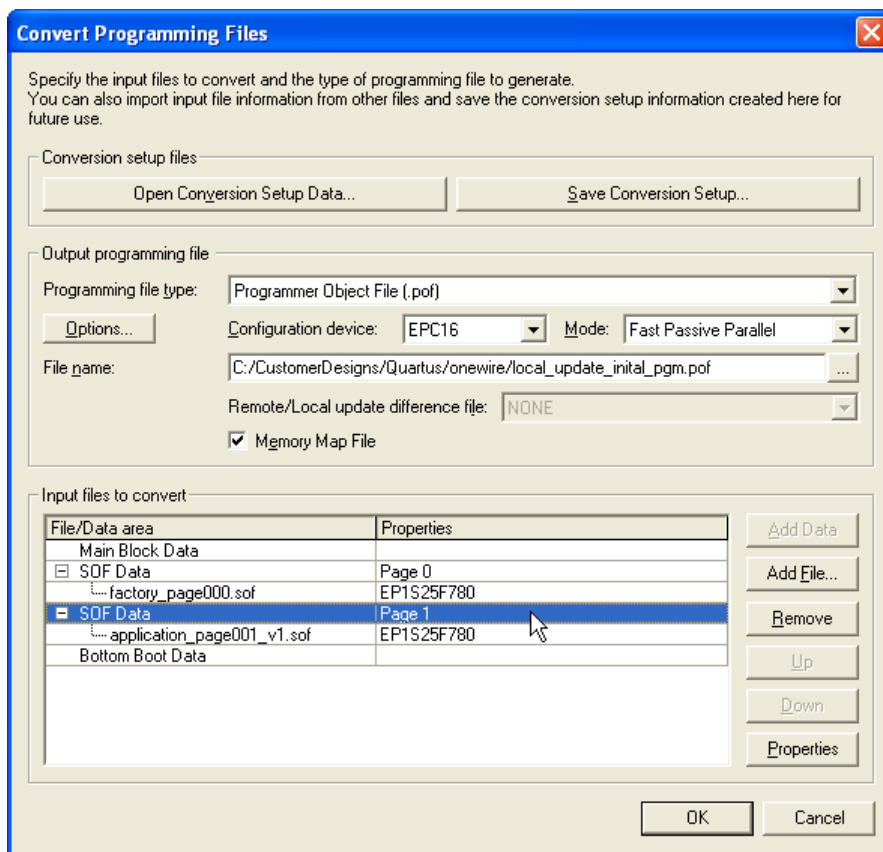 Convert Programming Files
Specify the input files to convert and the type of programming file to generate.
You can also import input file information from other files and save the conversion setup information created here for
future use.
Conversion setup files
Open Conversion Setup Data...
Save Conversion Setup...
Output programming file
Programming file type:
Programmer Object File (.pof)
Options...
Configuration device:
EPC16
Mode:
Fast Passive Parallel
File name:
C:/CustomerDesigns/Quartus/onewire/local_update_inital_pgm.pof
...
Remote/Local update difference file:
NONE
Memory Map File
Input files to convert
File/Data area
Properties
Main Block Data
SOF Data
Page 0
factory_page000.sof
EP1S25F780
SOF Data
Page 1
application_page001_v1.sof
EP1S25F780
Bottom Boot Data
Add Data
Add File...
Remove
Up
Down
Properties
OK
Cancel